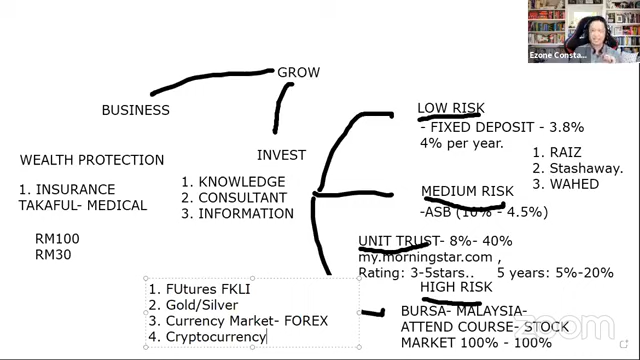 Ezone Consta...
GROW
BUSINESS
INVEST
WEALTH PROTECTION
1. INSURANCE
TAKAFUL- MEDICAL
RM100
RM30
1. KNOWLEDGE
2. CONSULTANT
3. INFORMATION
LOW RISK
- FIXED DEPOSIT - 3.8%
4% per year.
1. RAIZ
2. Stashaway.
3. WAHED
MEDIUM RISK
-ASB (10% - 4.5%)
UNIT TRUST- 8%- 40%
my.morningstar.com ,
Rating: 3-5stars.. 5 years: 5%-20%
HIGH RISK
BURSA- MALAYSIA-
ATTEND COURSE- STOCK
MARKET 100% - 100%
1. FUtures FKLI
2. Gold/Silver
3. Currency Market- FOREX
4. Cryptocurrency
zoom